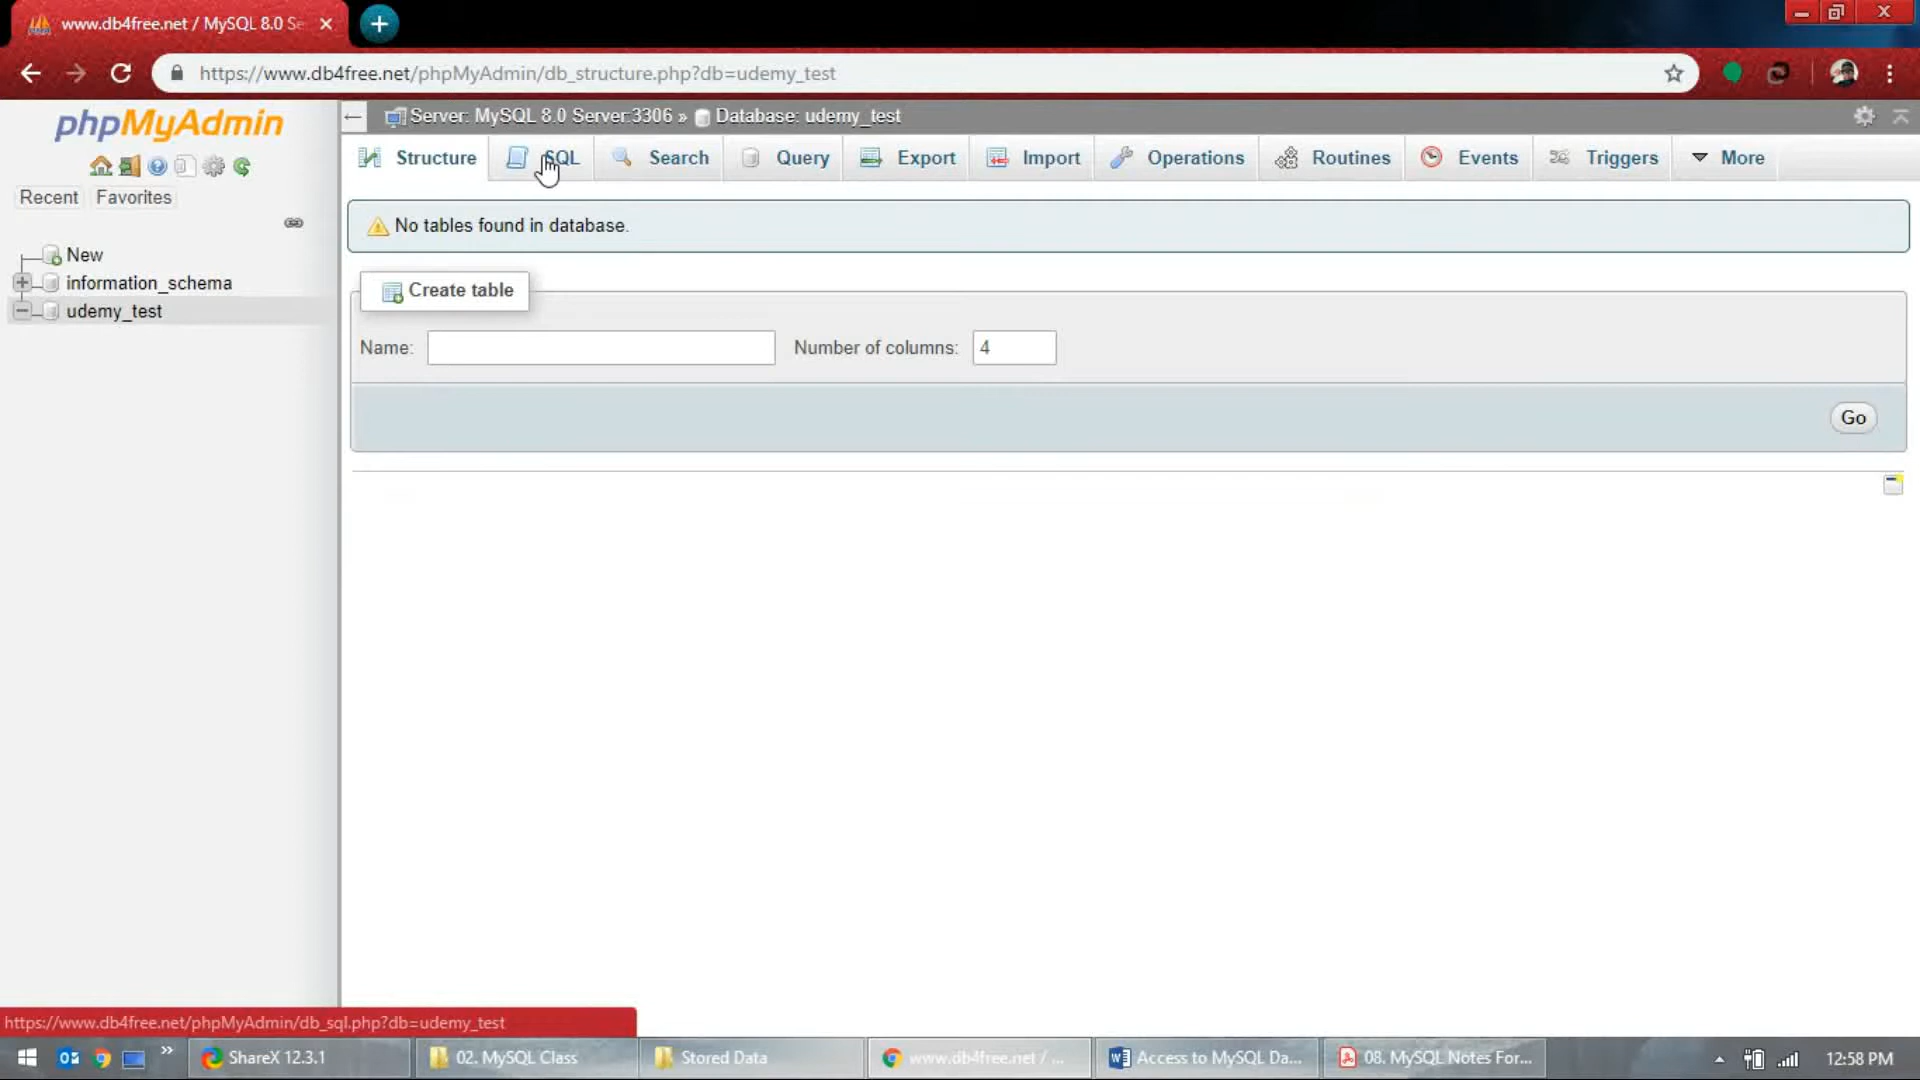 www.db4free.net / MySQL 8.0 Se
https://www.db4free.net/phpMyAdmin/db_structure.php?db=udemy_test
phpMyAdmin
Server: MySQL 8.0 Server:3306 » Database: udemy_test
Structure SQL Search Query Export Import Operations Routines Events Triggers More
Recent Favorites
No tables found in database.
New
information_schema
udemy_test
Create table
Name: Number of columns: 4
Go
https://www.db4free.net/phpMyAdmin/db_sql.php?db=udemy_test
ShareX 12.3.1 02. MySQL Class Stored Data www.db4free.net / ... Access to MySQL Da... 08. MySQL Notes For... 12:58 PM